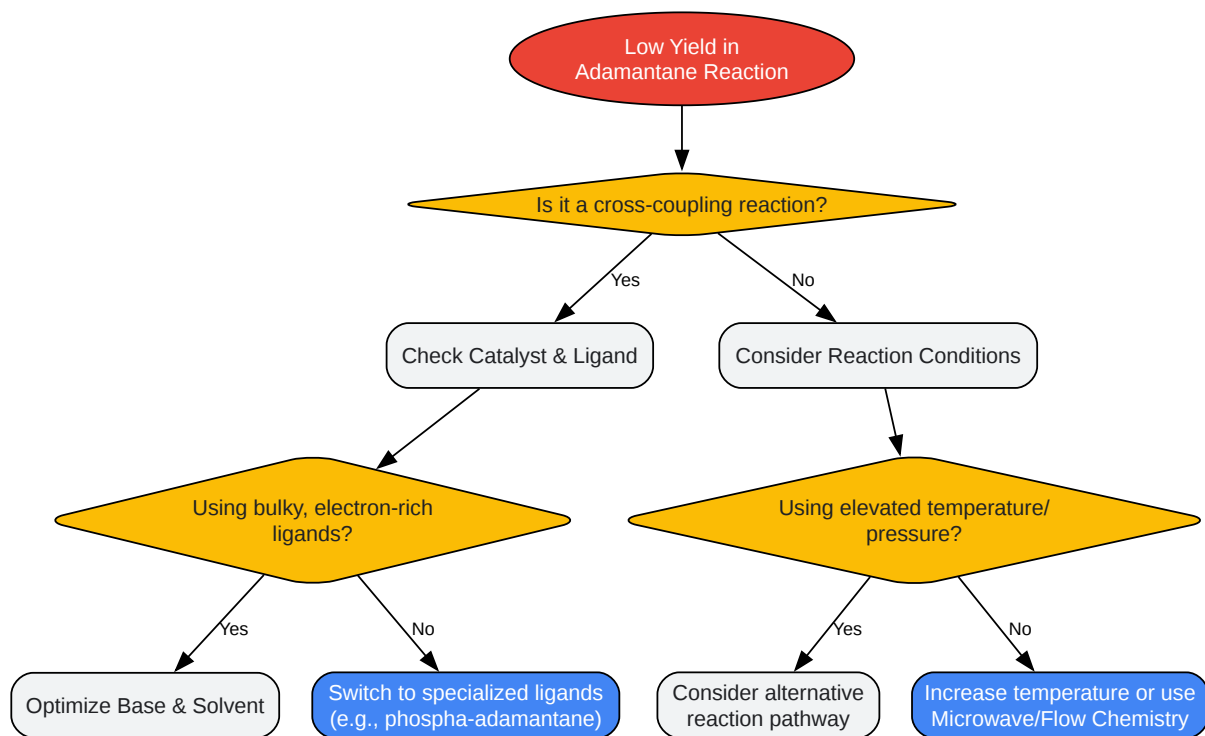 Low Yield in
Adamantane Reaction
Is it a cross-coupling reaction?
Yes
No
Check Catalyst & Ligand
Consider Reaction Conditions
Using bulky, electron-rich
ligands?
Using elevated temperature/
pressure?
Yes
No
Yes
No
Optimize Base & Solvent
Switch to specialized ligands
(e.g., phospha-adamantane)
Consider alternative
reaction pathway
Increase temperature or use
Microwave/Flow Chemistry